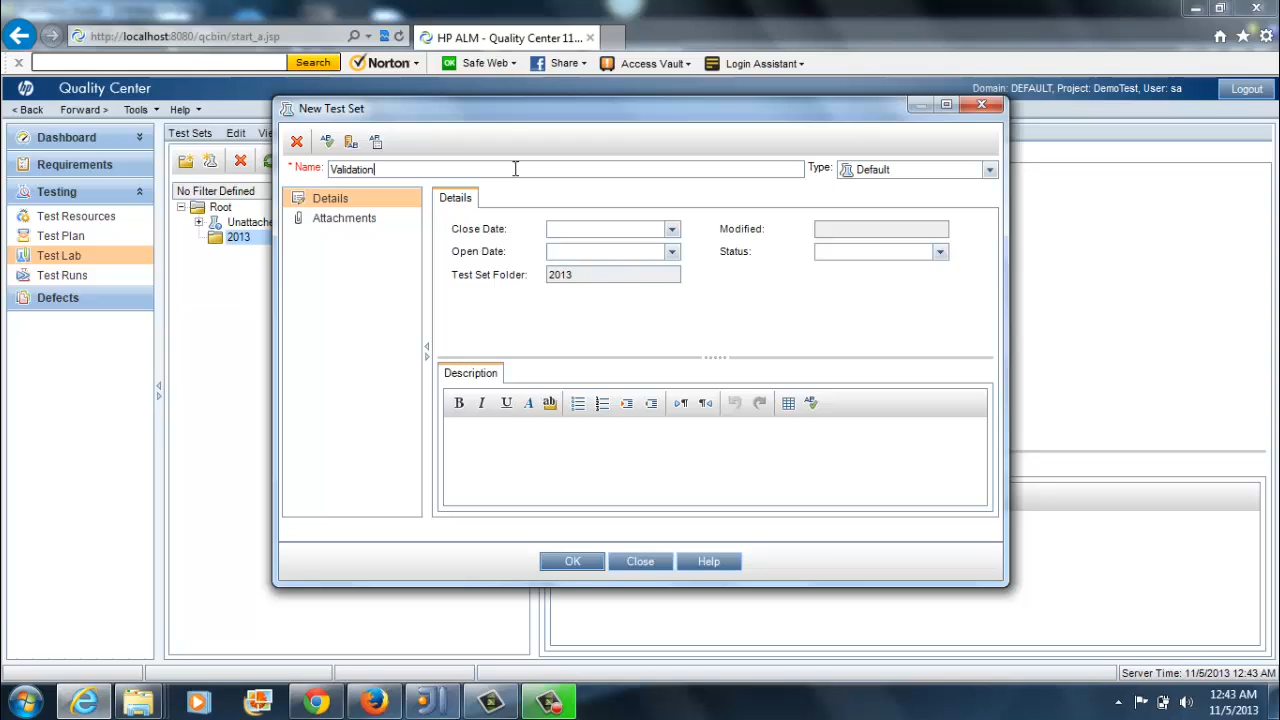 http://localhost:8080/qcbin/start_a.jsp
HP ALM - Quality Center 11...
Search
Norton
OK Safe Web
Share
Access Vault
Login Assistant
hp Quality Center
Domain: DEFAULT, Project: DemoTest, User: sa
Logout
< Back Forward > Tools Help
New Test Set
Dashboard
Requirements
Testing
Test Resources
Test Plan
Test Lab
Test Runs
Defects
Test Sets Edit
No Filter Defined
Root
2013
* Name: Validation
Type: Default
Details
Attachments
Details
Close Date:
Modified:
Open Date:
Status:
Test Set Folder: 2013
Description
B I U A ab
OK Close Help
Server Time: 11/5/2013 12:43 AM
12:43 AM
11/5/2013